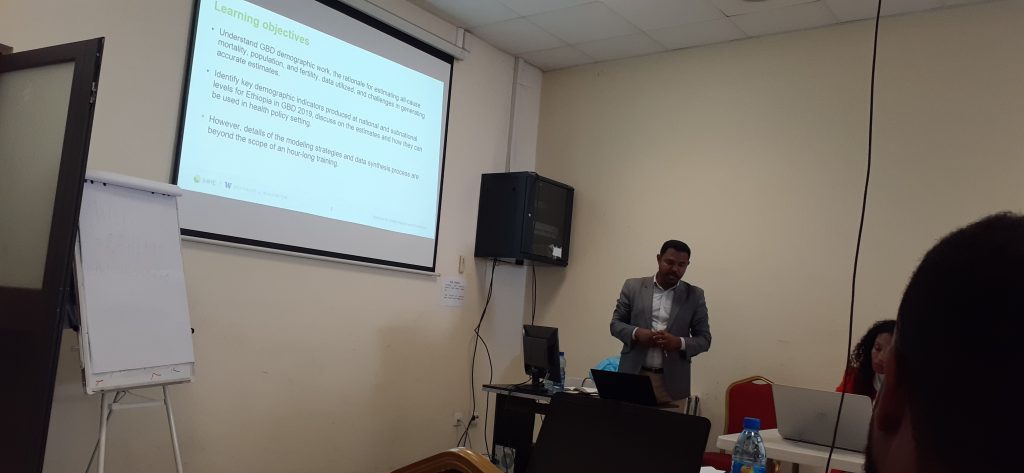 Learning objectives
• Understand GBD demographic work, the rationale for estimating all-cause
mortality, population, and fertility, data utilized, and challenges in generating
accurate estimates.
• Identify key demographic indicators produced at national and subnational
levels for Ethiopia in GBD 2019, discuss on the estimates and how they can
be used in health policy setting.
• However, details of the modeling strategies and data synthesis process are
beyond the scope of an hour-long training.
IHME
W